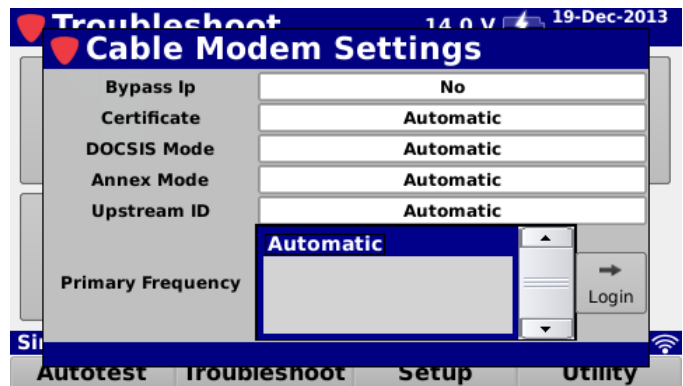 Troubleshoot 14.0 V 19-Dec-2013
Cable Modem Settings
Bypass Ip No
Certificate Automatic
DOCSIS Mode Automatic
Annex Mode Automatic
Upstream ID Automatic
Primary Frequency Automatic
Login
Autotest Troubleshoot Setup Utility